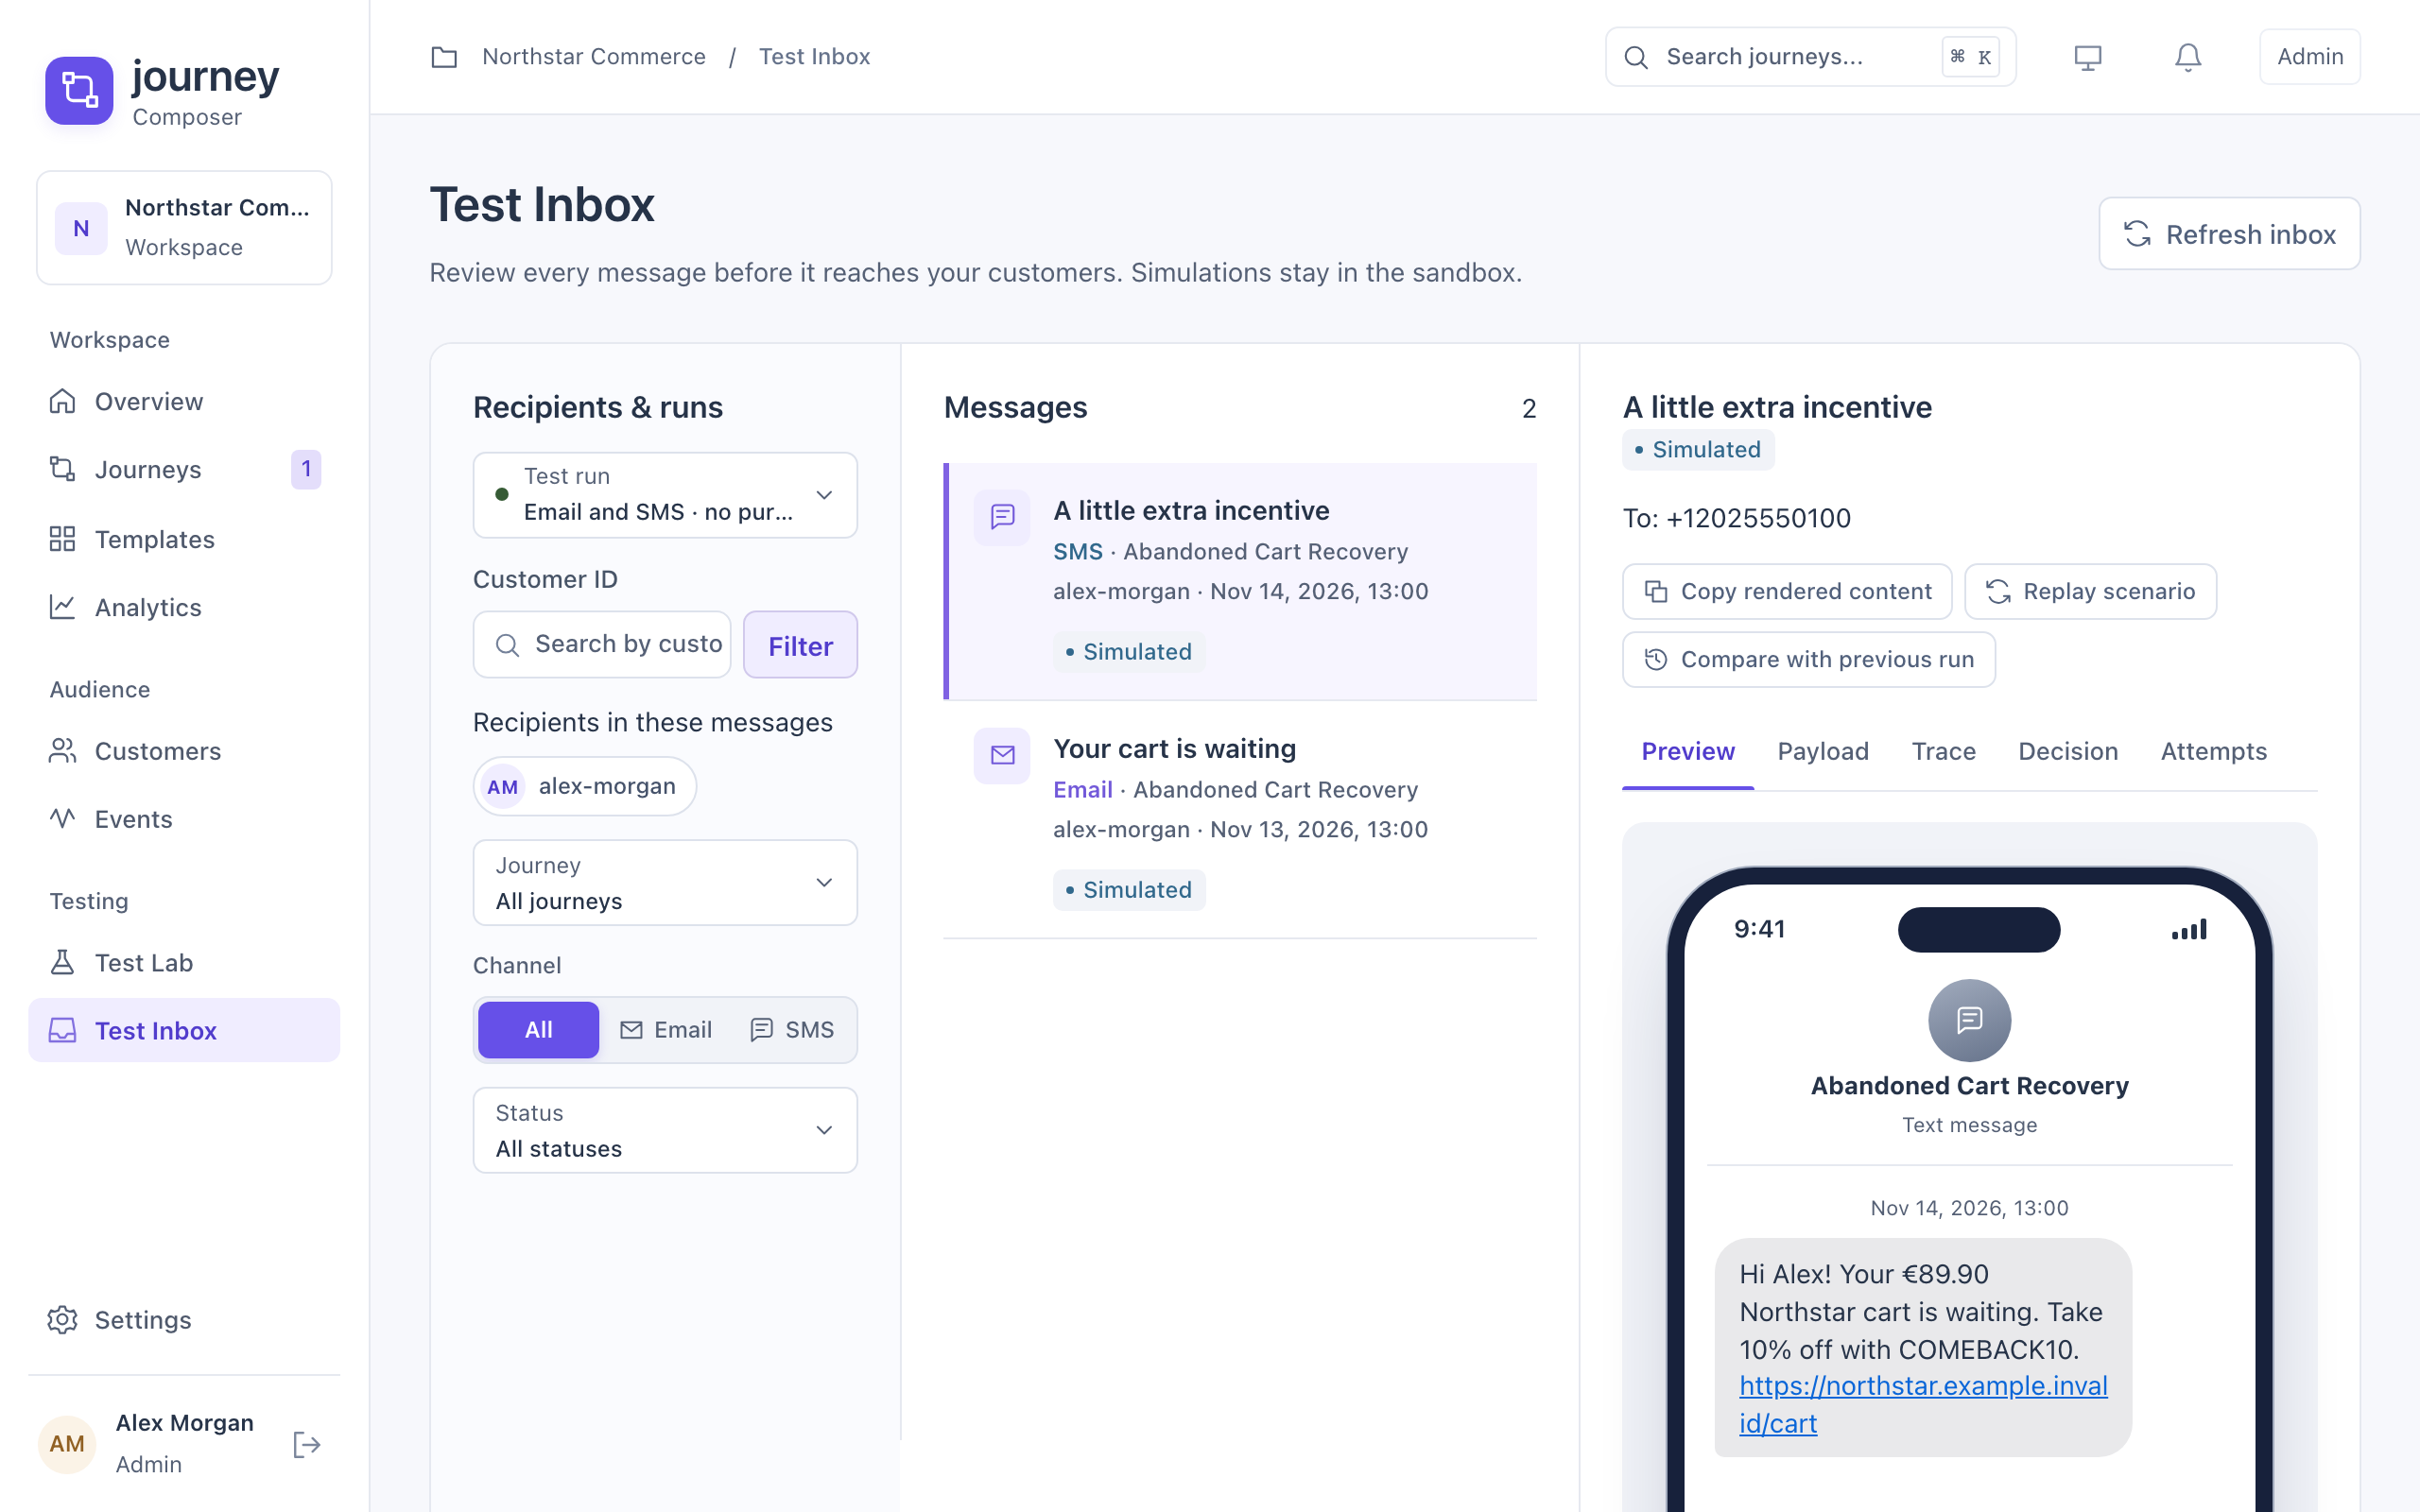 journey
Composer
N
Northstar Com...
Workspace
Workspace
Overview
Journeys 1
Templates
Analytics
Audience
Customers
Events
Testing
Test Lab
Test Inbox
Settings
AM
Alex Morgan
Admin
Northstar Commerce / Test Inbox
Search journeys... ⌘ K
Admin
Test Inbox
Review every message before it reaches your customers. Simulations stay in the sandbox.
Refresh inbox
Recipients & runs
Test run
Email and SMS · no pur...
Customer ID
Search by custo
Filter
Recipients in these messages
AM alex-morgan
Journey
All journeys
Channel
All Email SMS
Status
All statuses
Messages 2
A little extra incentive
SMS · Abandoned Cart Recovery
alex-morgan · Nov 14, 2026, 13:00
• Simulated
Your cart is waiting
Email · Abandoned Cart Recovery
alex-morgan · Nov 13, 2026, 13:00
• Simulated
A little extra incentive
• Simulated
To: +12025550100
Copy rendered content
Replay scenario
Compare with previous run
Preview Payload Trace Decision Attempts
9:41
Abandoned Cart Recovery
Text message
Nov 14, 2026, 13:00
Hi Alex! Your €89.90
Northstar cart is waiting. Take
10% off with COMEBACK10.
https://northstar.example.inval
id/cart